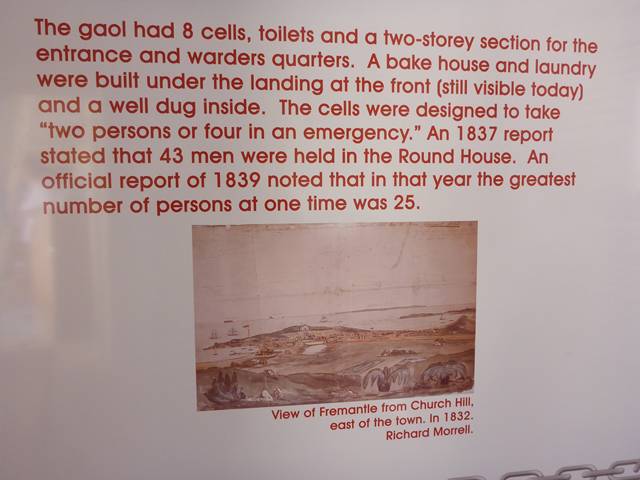 The gaol had 8 cells, toilets and a two-storey section for the
entrance and warders quarters. A bake house and laundry
were built under the landing at the front (still visible today)
and a well dug inside. The cells were designed to take
“two persons or four in an emergency.” An 1837 report
stated that 43 men were held in the Round House. An
official report of 1839 noted that in that year the greatest
number of persons at one time was 25.
View of Fremantle from Church Hill,
east of the town. In 1832.
Richard Morrell.